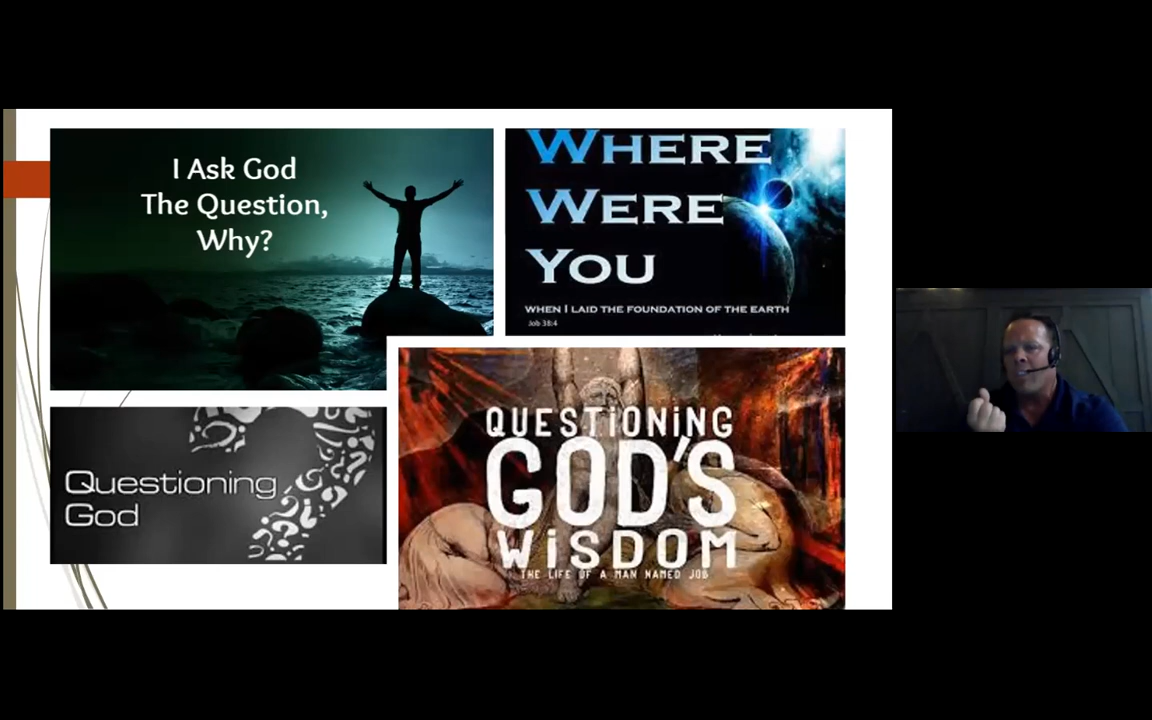 I Ask God
The Question,
Why?
WHERE
WERE
YOU
WHEN I LAID THE FOUNDATION OF THE EARTH
Job 38:4
Questioning
God
QUESTIONING
GOD'S
WISDOM
THE LIFE OF A MAN NAMED JOB